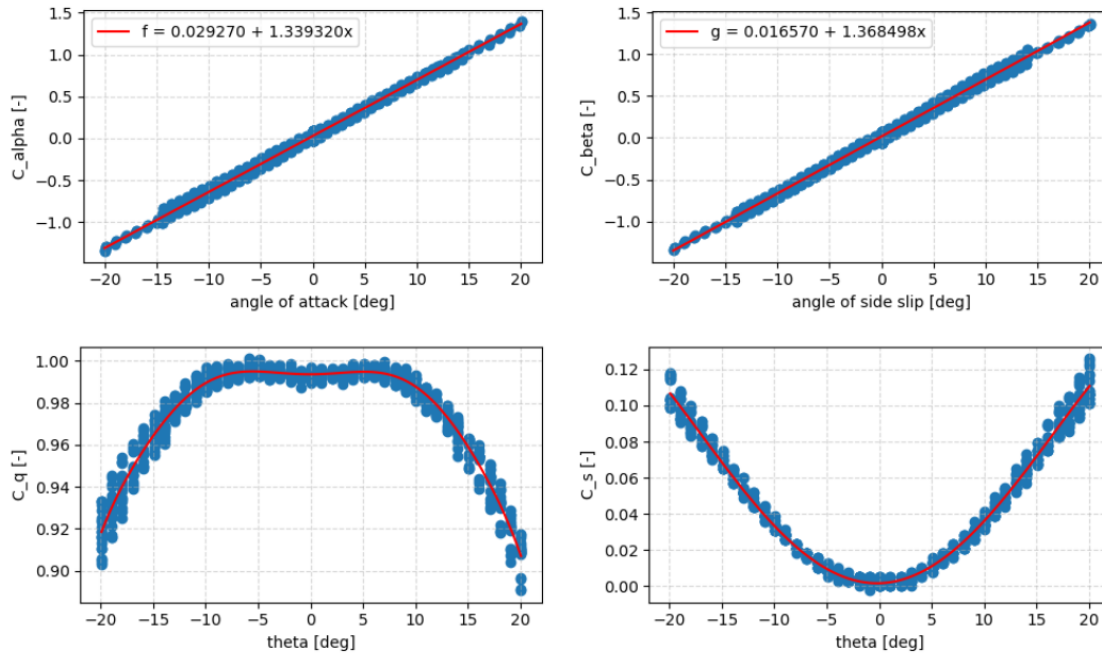 f = 0.029270 + 1.339320x
1.5
1.0
0.5
0.0
−0.5
−1.0
C_alpha [-]
−20 −15 −10 −5 0 5 10 15 20
angle of attack [deg]
g = 0.016570 + 1.368498x
1.5
1.0
0.5
0.0
−0.5
−1.0
C_beta [-]
−20 −15 −10 −5 0 5 10 15 20
angle of side slip [deg]
1.00
0.98
0.96
0.94
0.92
0.90
C_q [-]
−20 −15 −10 −5 0 5 10 15 20
theta [deg]
0.12
0.10
0.08
0.06
0.04
0.02
0.00
C_s [-]
−20 −15 −10 −5 0 5 10 15 20
theta [deg]